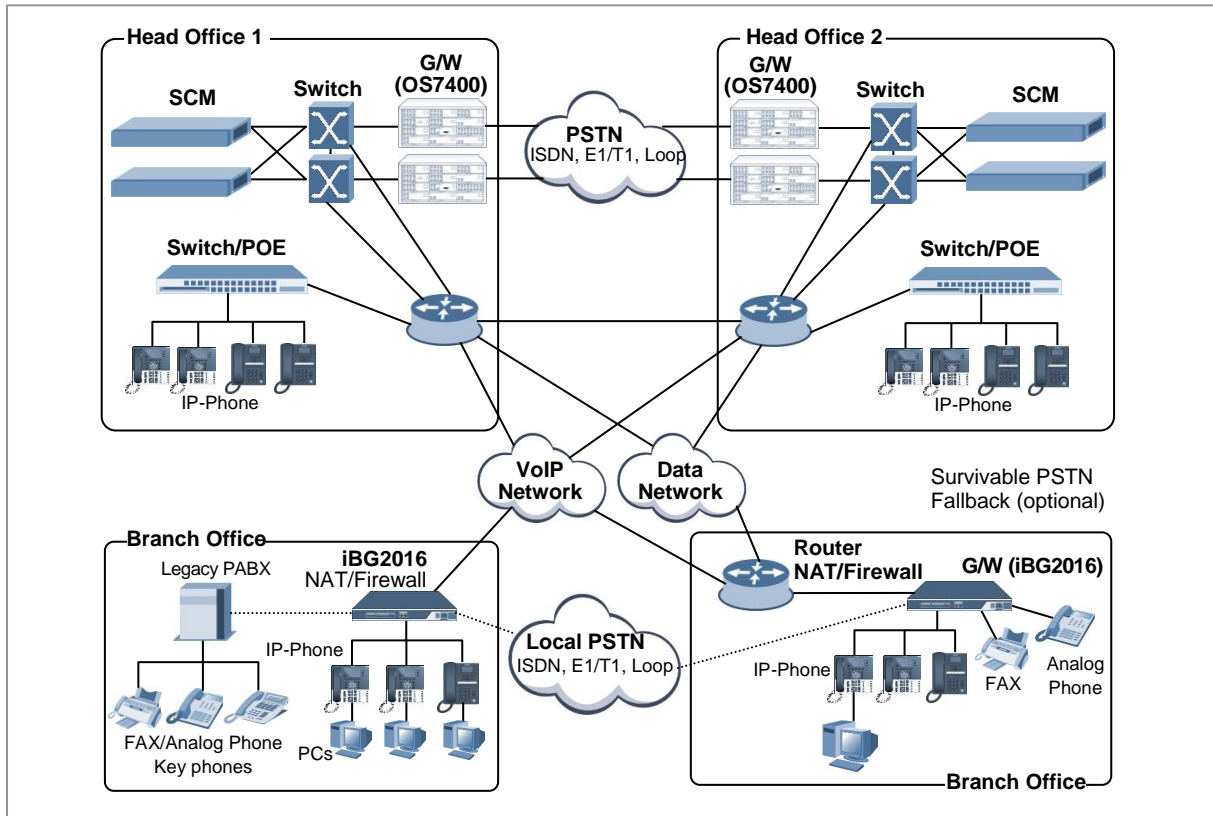 Head Office 1
SCM
Switch
G/W
(OS7400)
Switch/POE
IP-Phone
PSTN
ISDN, E1/T1, Loop
Head Office 2
G/W
(OS7400)
Switch
SCM
Switch/POE
IP-Phone
VoIP
Network
Data
Network
Survivable PSTN
Fallback (optional)
Branch Office
Legacy PABX
iBG2016
NAT/Firewall
IP-Phone
FAX/Analog Phone
Key phones
PCs
Local PSTN
ISDN, E1/T1, Loop
Router
NAT/Firewall
G/W (iBG2016)
IP-Phone
FAX
Analog
Phone
Branch Office